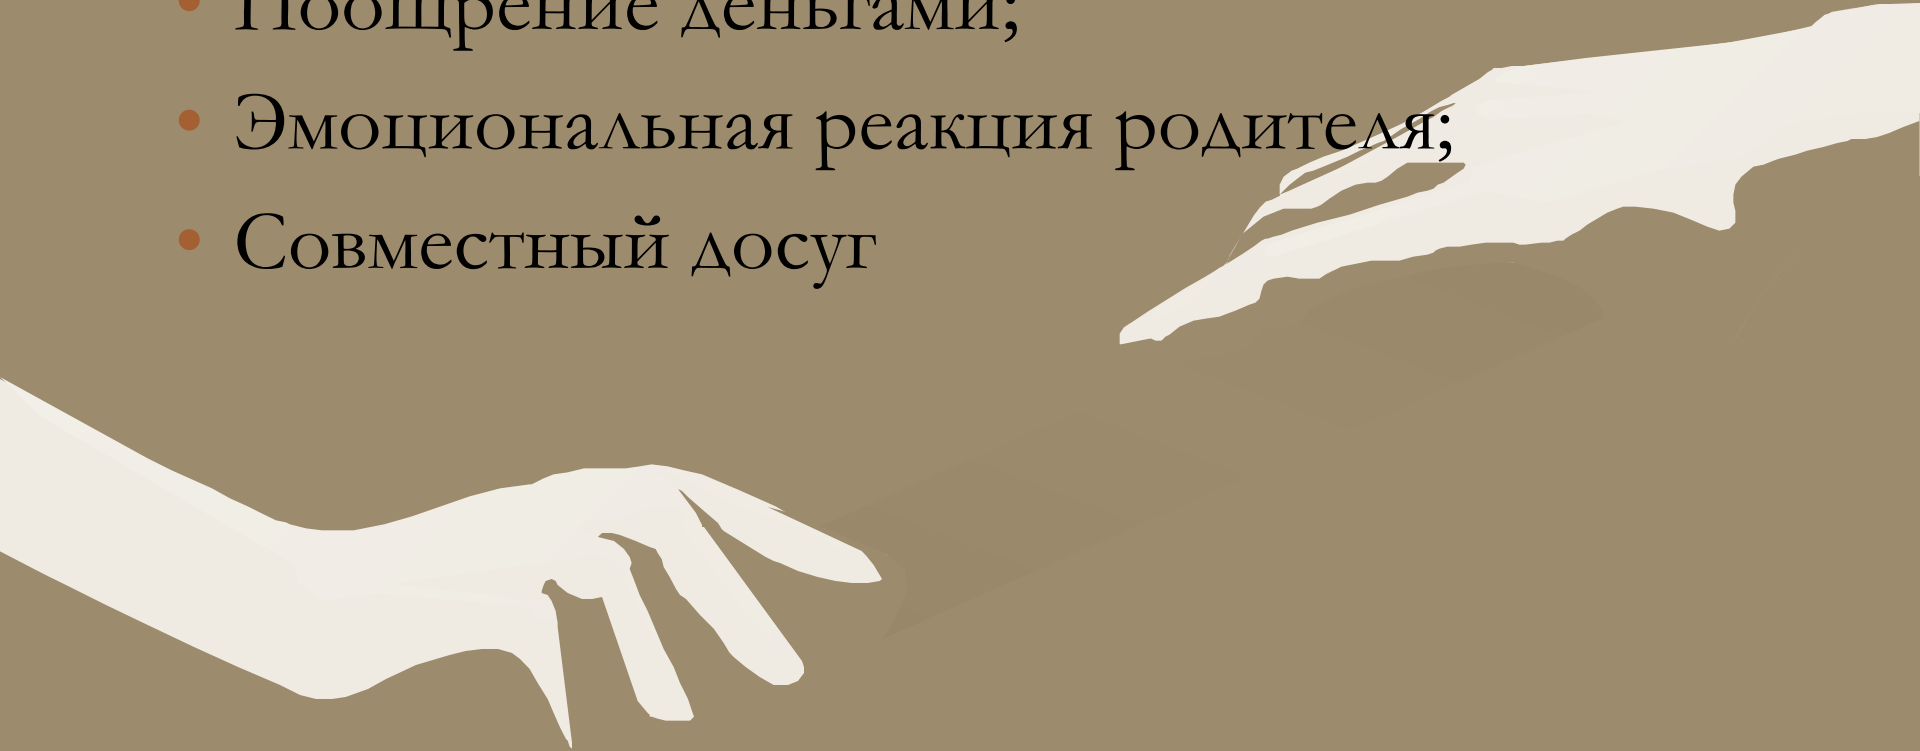 • Поощрение деньгами;
• Эмоциональная реакция родителя;
• Совместный досуг